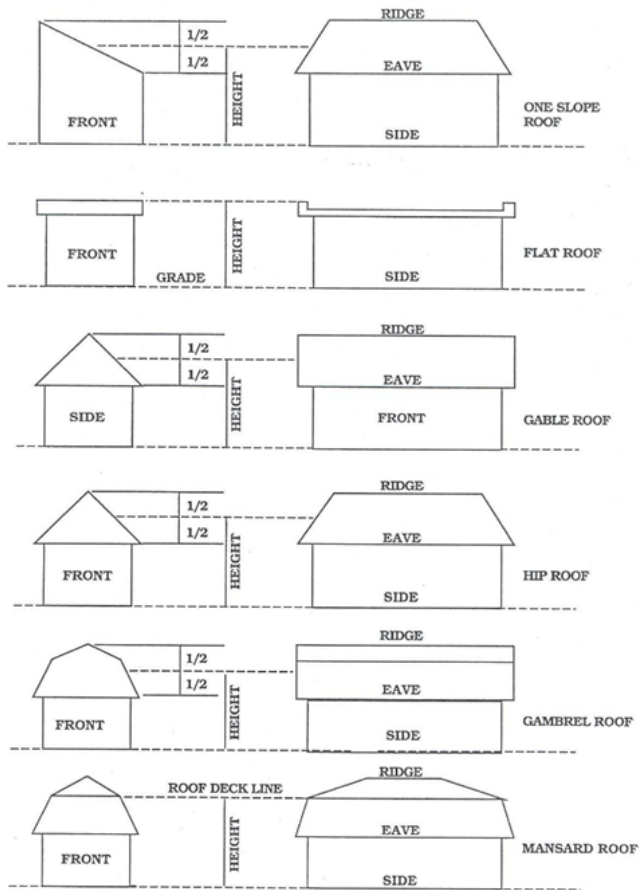 RIDGE
1/2
1/2
HEIGHT
EAVE
FRONT
SIDE
ONE SLOPE
ROOF
FRONT
GRADE
HEIGHT
SIDE
FLAT ROOF
RIDGE
1/2
1/2
HEIGHT
EAVE
SIDE
FRONT
GABLE ROOF
RIDGE
1/2
1/2
HEIGHT
EAVE
FRONT
SIDE
HIP ROOF
RIDGE
1/2
1/2
HEIGHT
EAVE
FRONT
SIDE
GAMBREL ROOF
RIDGE
ROOF DECK LINE
HEIGHT
EAVE
FRONT
SIDE
MANSARD ROOF